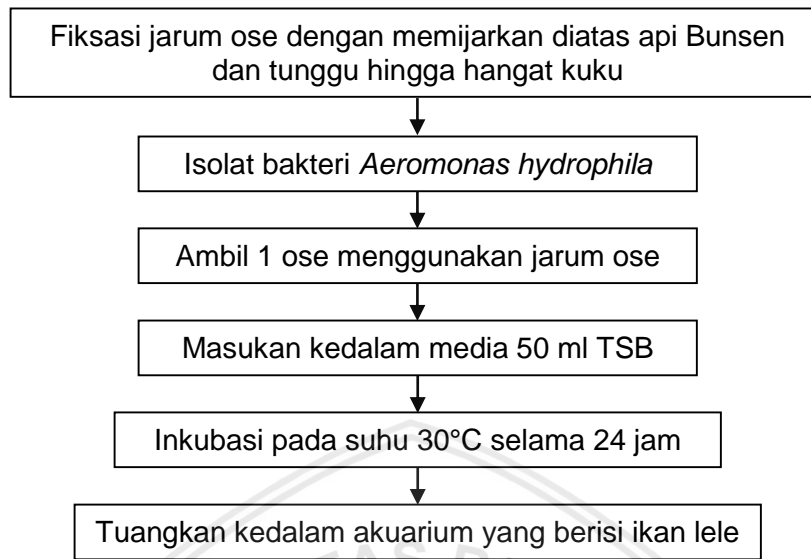 Fiksasi jarum ose dengan memijarkan diatas api Bunsen
dan tunggu hingga hangat kuku
Isolat bakteri Aeromonas hydrophila
Ambil 1 ose menggunakan jarum ose
Masukan kedalam media 50 ml TSB
Inkubasi pada suhu 30°C selama 24 jam
Tuangkan kedalam akuarium yang berisi ikan lele